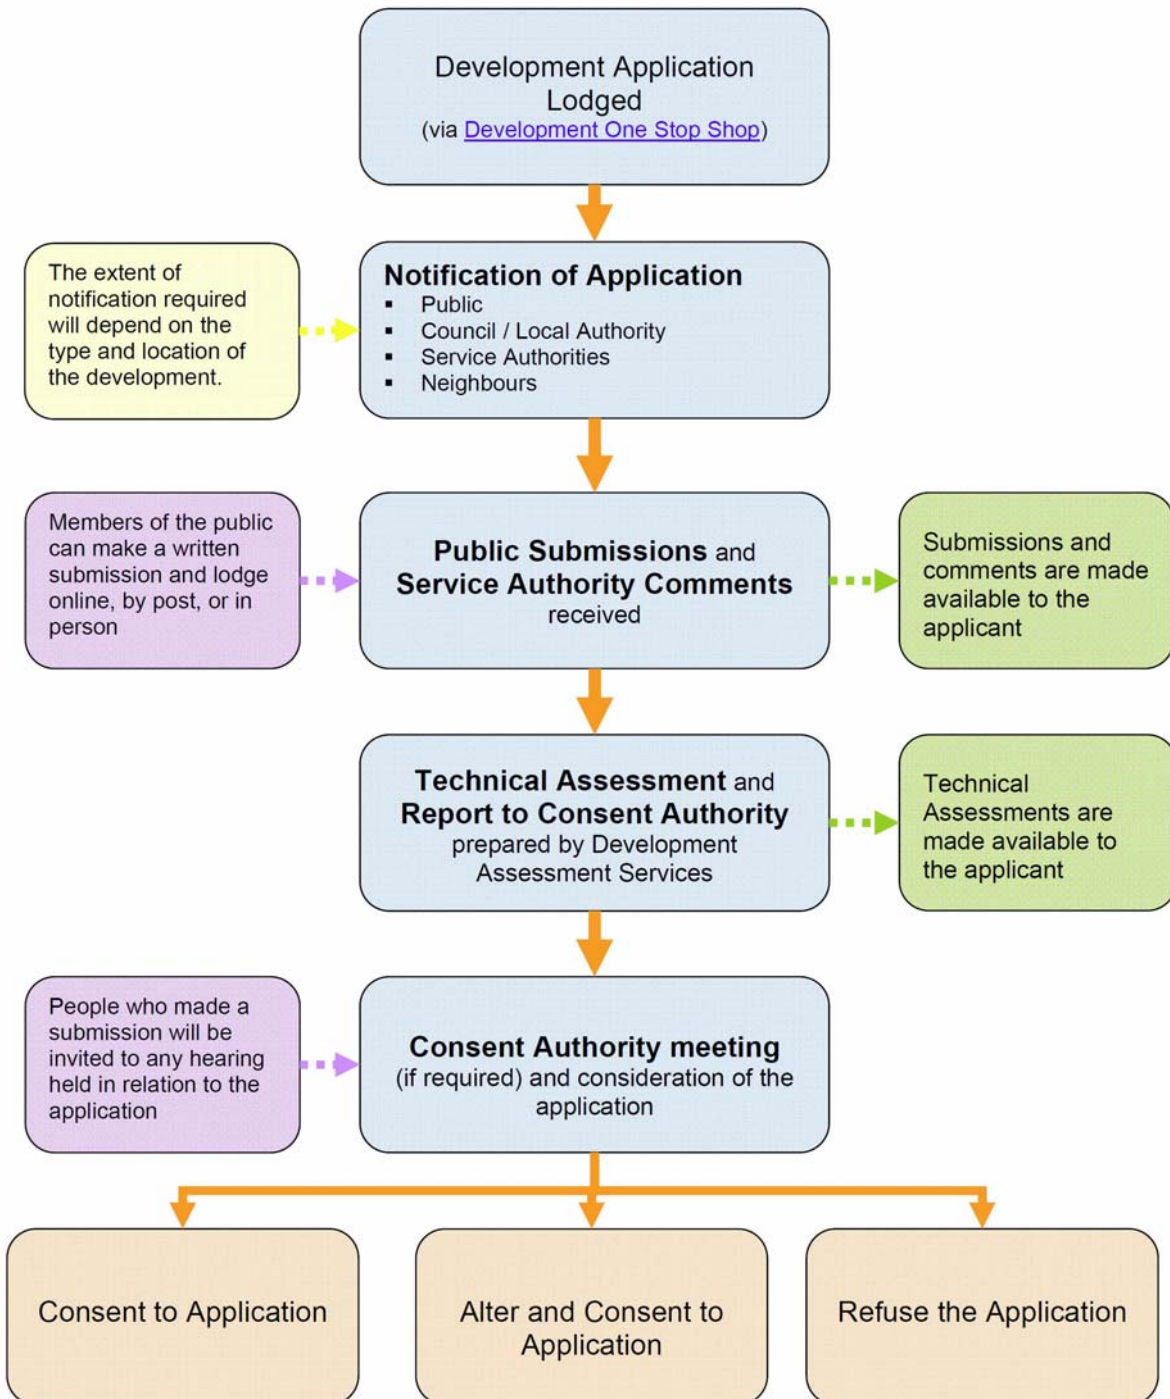 Development Application
Lodged
(via Development One Stop Shop)
The extent of
notification required
will depend on the
type and location of
the development.
Notification of Application
▪ Public
▪ Council / Local Authority
▪ Service Authorities
▪ Neighbours
Members of the public
can make a written
submission and lodge
online, by post, or in
person
Public Submissions and
Service Authority Comments
received
Submissions and
comments are made
available to the
applicant
Technical Assessment and
Report to Consent Authority
prepared by Development
Assessment Services
Technical
Assessments are
made available to
the applicant
People who made a
submission will be
invited to any hearing
held in relation to the
application
Consent Authority meeting
(if required) and consideration of the
application
Consent to Application
Alter and Consent to
Application
Refuse the Application